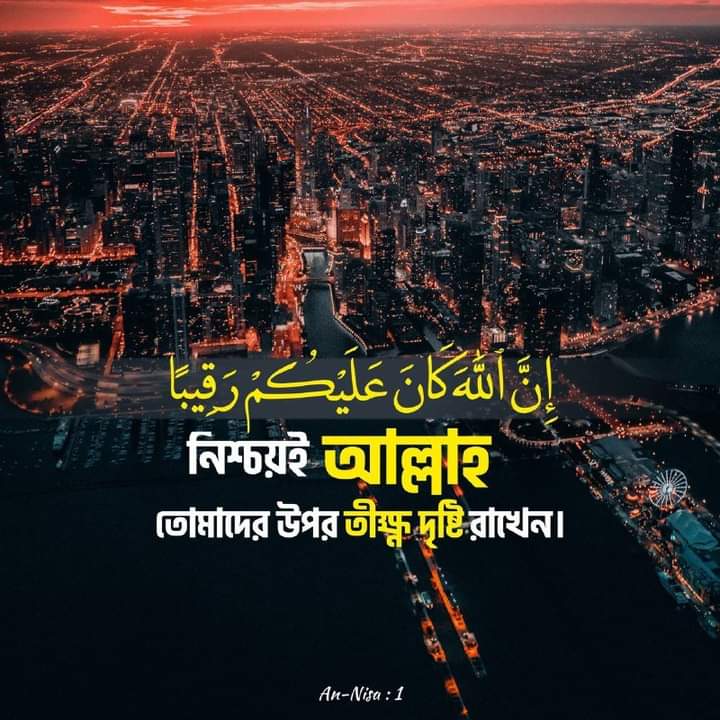 إِنَّ ٱللَّهَ كَانَ عَلَيْكُمْ رَقِيبًا
নিশ্চয়ই আল্লাহ
তোমাদের উপর তীক্ষ্ণ দৃষ্টি রাখেন।
An-Nisa : 1